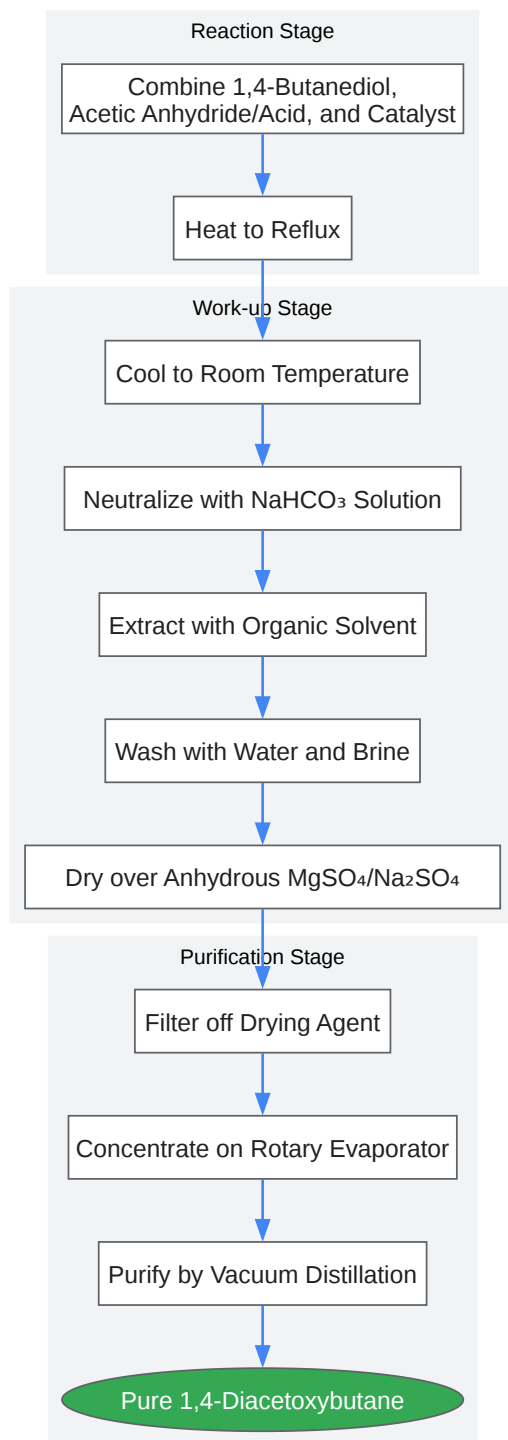 Reaction Stage
Combine 1,4-Butanediol,
Acetic Anhydride/Acid, and Catalyst
Heat to Reflux
Work-up Stage
Cool to Room Temperature
Neutralize with NaHCO₃ Solution
Extract with Organic Solvent
Wash with Water and Brine
Dry over Anhydrous MgSO₄/Na₂SO₄
Purification Stage
Filter off Drying Agent
Concentrate on Rotary Evaporator
Purify by Vacuum Distillation
Pure 1,4-Diacetoxybutane